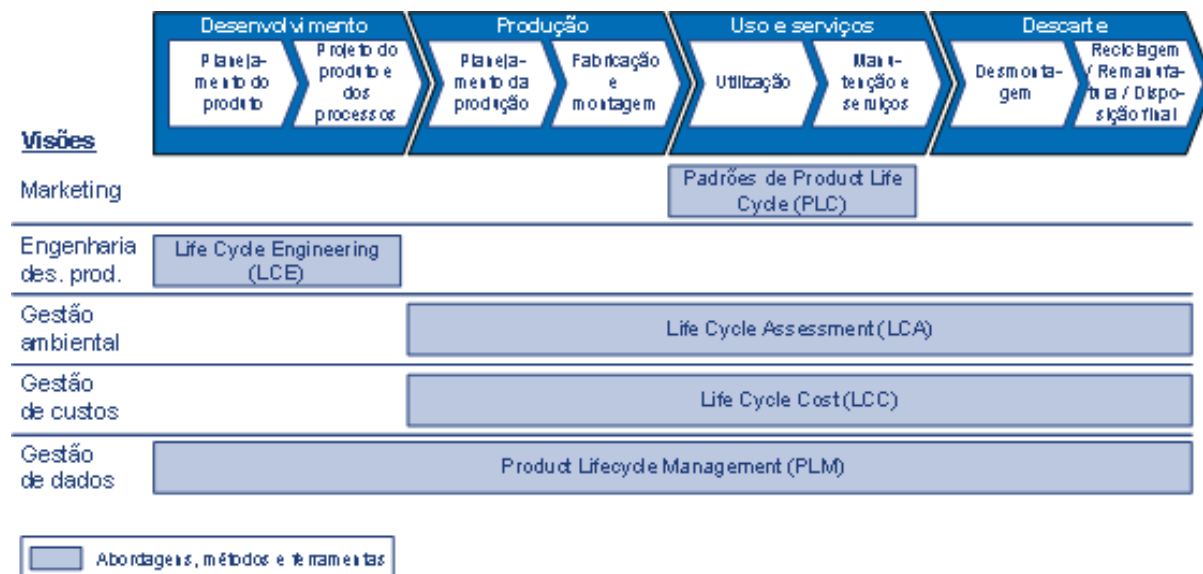 Desenvolvimento
Produção
Uso e serviços
Descarte
Planeja-
mento do
produto
Projeto do
produto e
dos
processos
Planeja-
mento da
produção
Fabricação
e
montagem
Utilização
Manu-
tenção e
serviços
Desmonta-
gem
Reciclagem
/ Remanufa-
tura / Dispo-
sição final
Visões
Marketing
Padrões de Product Life
Cycle (PLC)
Engenharia
des. prod.
Life Cycle Engineering
(LCE)
Gestão
ambiental
Life Cycle Assessment (LCA)
Gestão
de custos
Life Cycle Cost (LCC)
Gestão
de dados
Product Lifecycle Management (PLM)
Abordagens, métodos e ferramentas